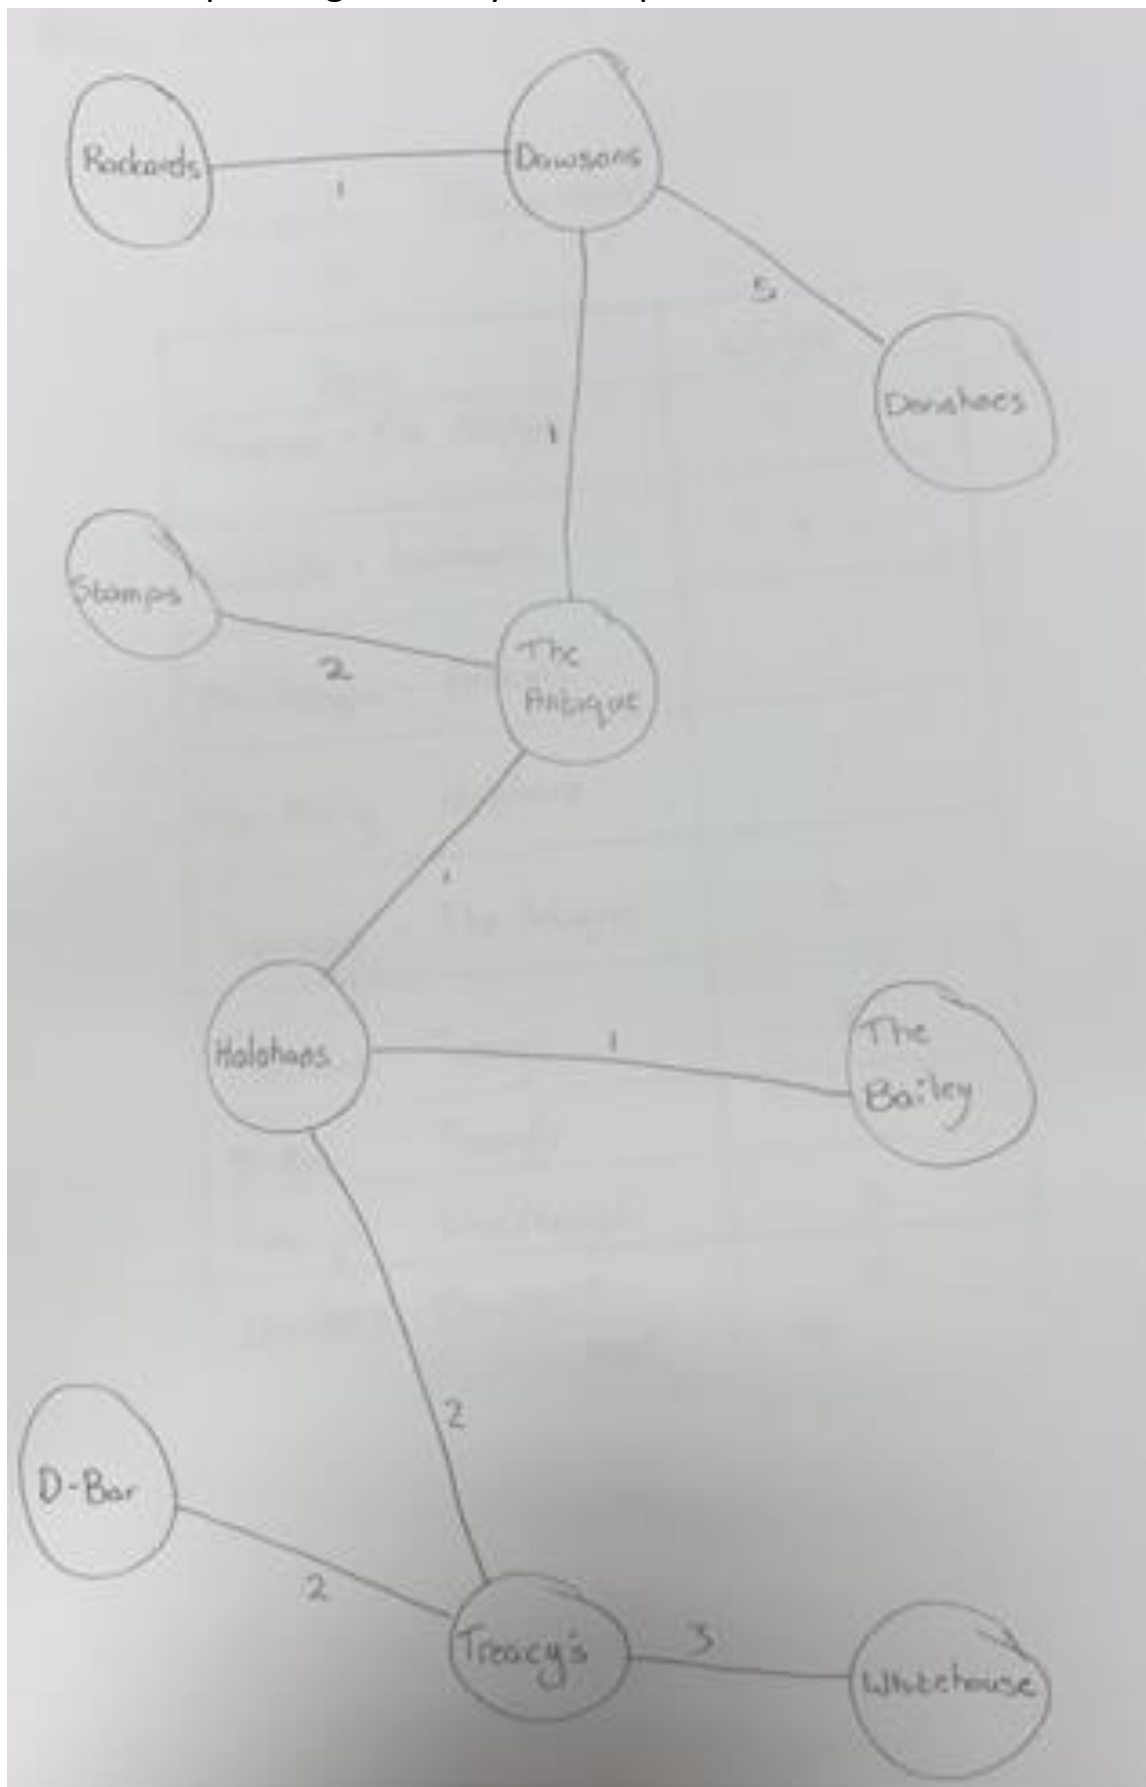 Rackards
Dawsons
1
5
Donohoes
1
Stamps
2
The
Antique
1
Holohans
1
The
Bailey
2
D-Bar
2
Treacy's
3
Whitehouse